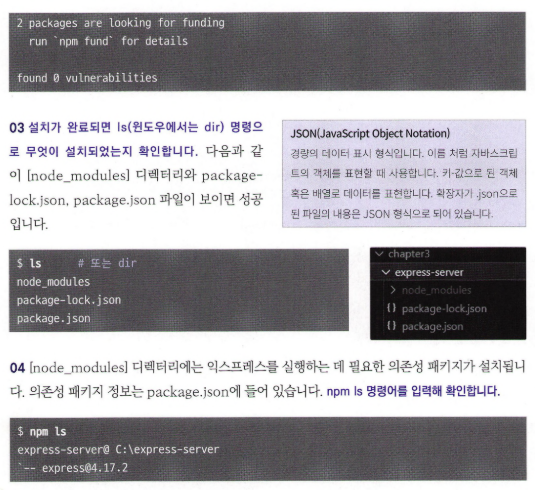 2 packages are looking for funding
run `npm fund` for details
found 0 vulnerabilities
03 설치가 완료되면 ls(윈도우에서는 dir) 명령으
로 무엇이 설치되었는지 확인합니다. 다음과 같
이 [node_modules] 디렉터리와 package-
lock.json, package.json 파일이 보이면 성공
입니다.
JSON(JavaScript Object Notation)
경량의 데이터 표시 형식입니다. 이름 처럼 자바스크립
트의 객체를 표현할 때 사용합니다. 키-값으로 된 객체
혹은 배열로 데이터를 표현합니다. 확장자가 .json으로
된 파일의 내용은 JSON 형식으로 되어 있습니다.
$ ls # 또는 dir
node_modules
package-lock.json
package.json
chapter3
express-server
node_modules
{} package-lock.json
{} package.json
04 [node_modules] 디렉터리에는 익스프레스를 실행하는 데 필요한 의존성 패키지가 설치됩니
다. 의존성 패키지 정보는 package.json에 들어 있습니다. npm ls 명령어를 입력해 확인합니다.
$ npm ls
express-server@ C:\express-server
`-- express@4.17.2